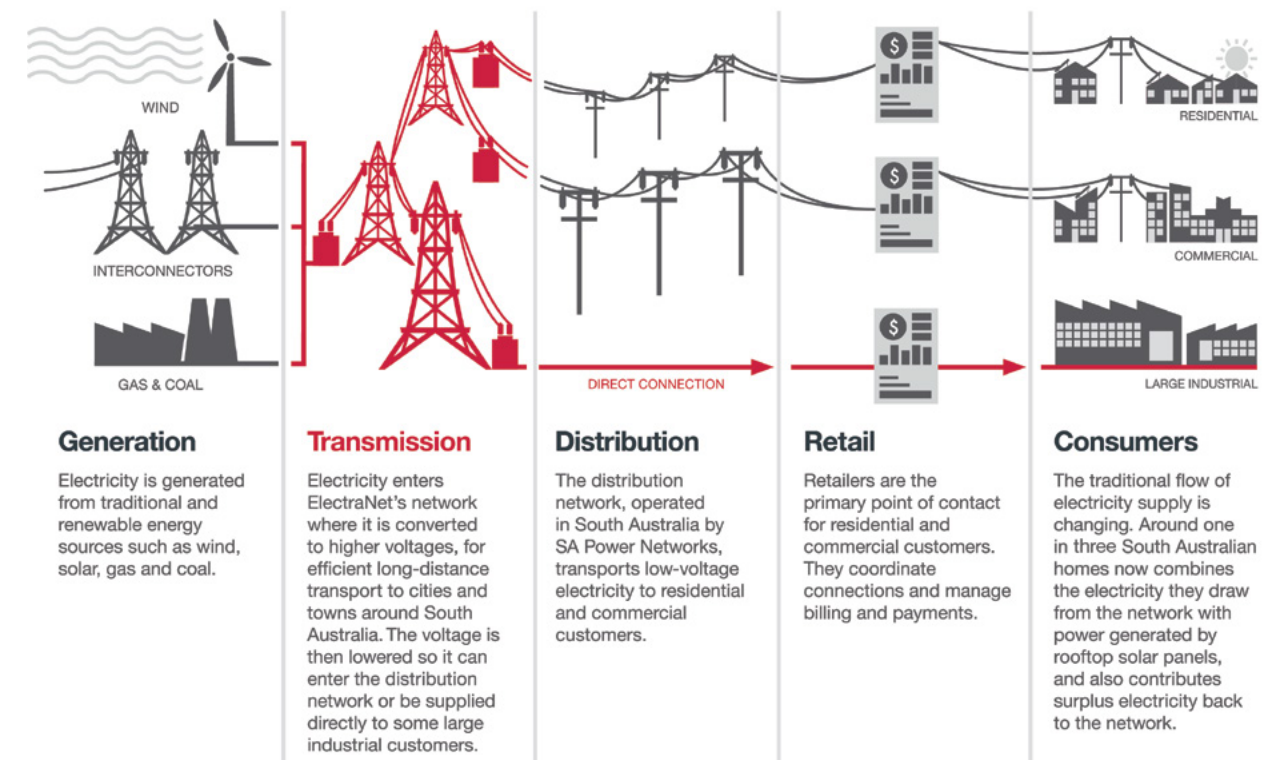 WIND
INTERCONNECTORS
GAS & COAL
$
$
$
DIRECT CONNECTION
RESIDENTIAL
COMMERCIAL
LARGE INDUSTRIAL
Generation
Electricity is generated
from traditional and
renewable energy
sources such as wind,
solar, gas and coal.
Transmission
Electricity enters
ElectraNet's network
where it is converted
to higher voltages, for
efficient long-distance
transport to cities and
towns around South
Australia. The voltage is
then lowered so it can
enter the distribution
network or be supplied
directly to some large
industrial customers.
Distribution
The distribution
network, operated
in South Australia by
SA Power Networks,
transports low-voltage
electricity to residential
and commercial
customers.
Retail
Retailers are the
primary point of contact
for residential and
commercial customers.
They coordinate
connections and manage
billing and payments.
Consumers
The traditional flow of
electricity supply is
changing. Around one
in three South Australian
homes now combines
the electricity they draw
from the network with
power generated by
rooftop solar panels,
and also contributes
surplus electricity back
to the network.